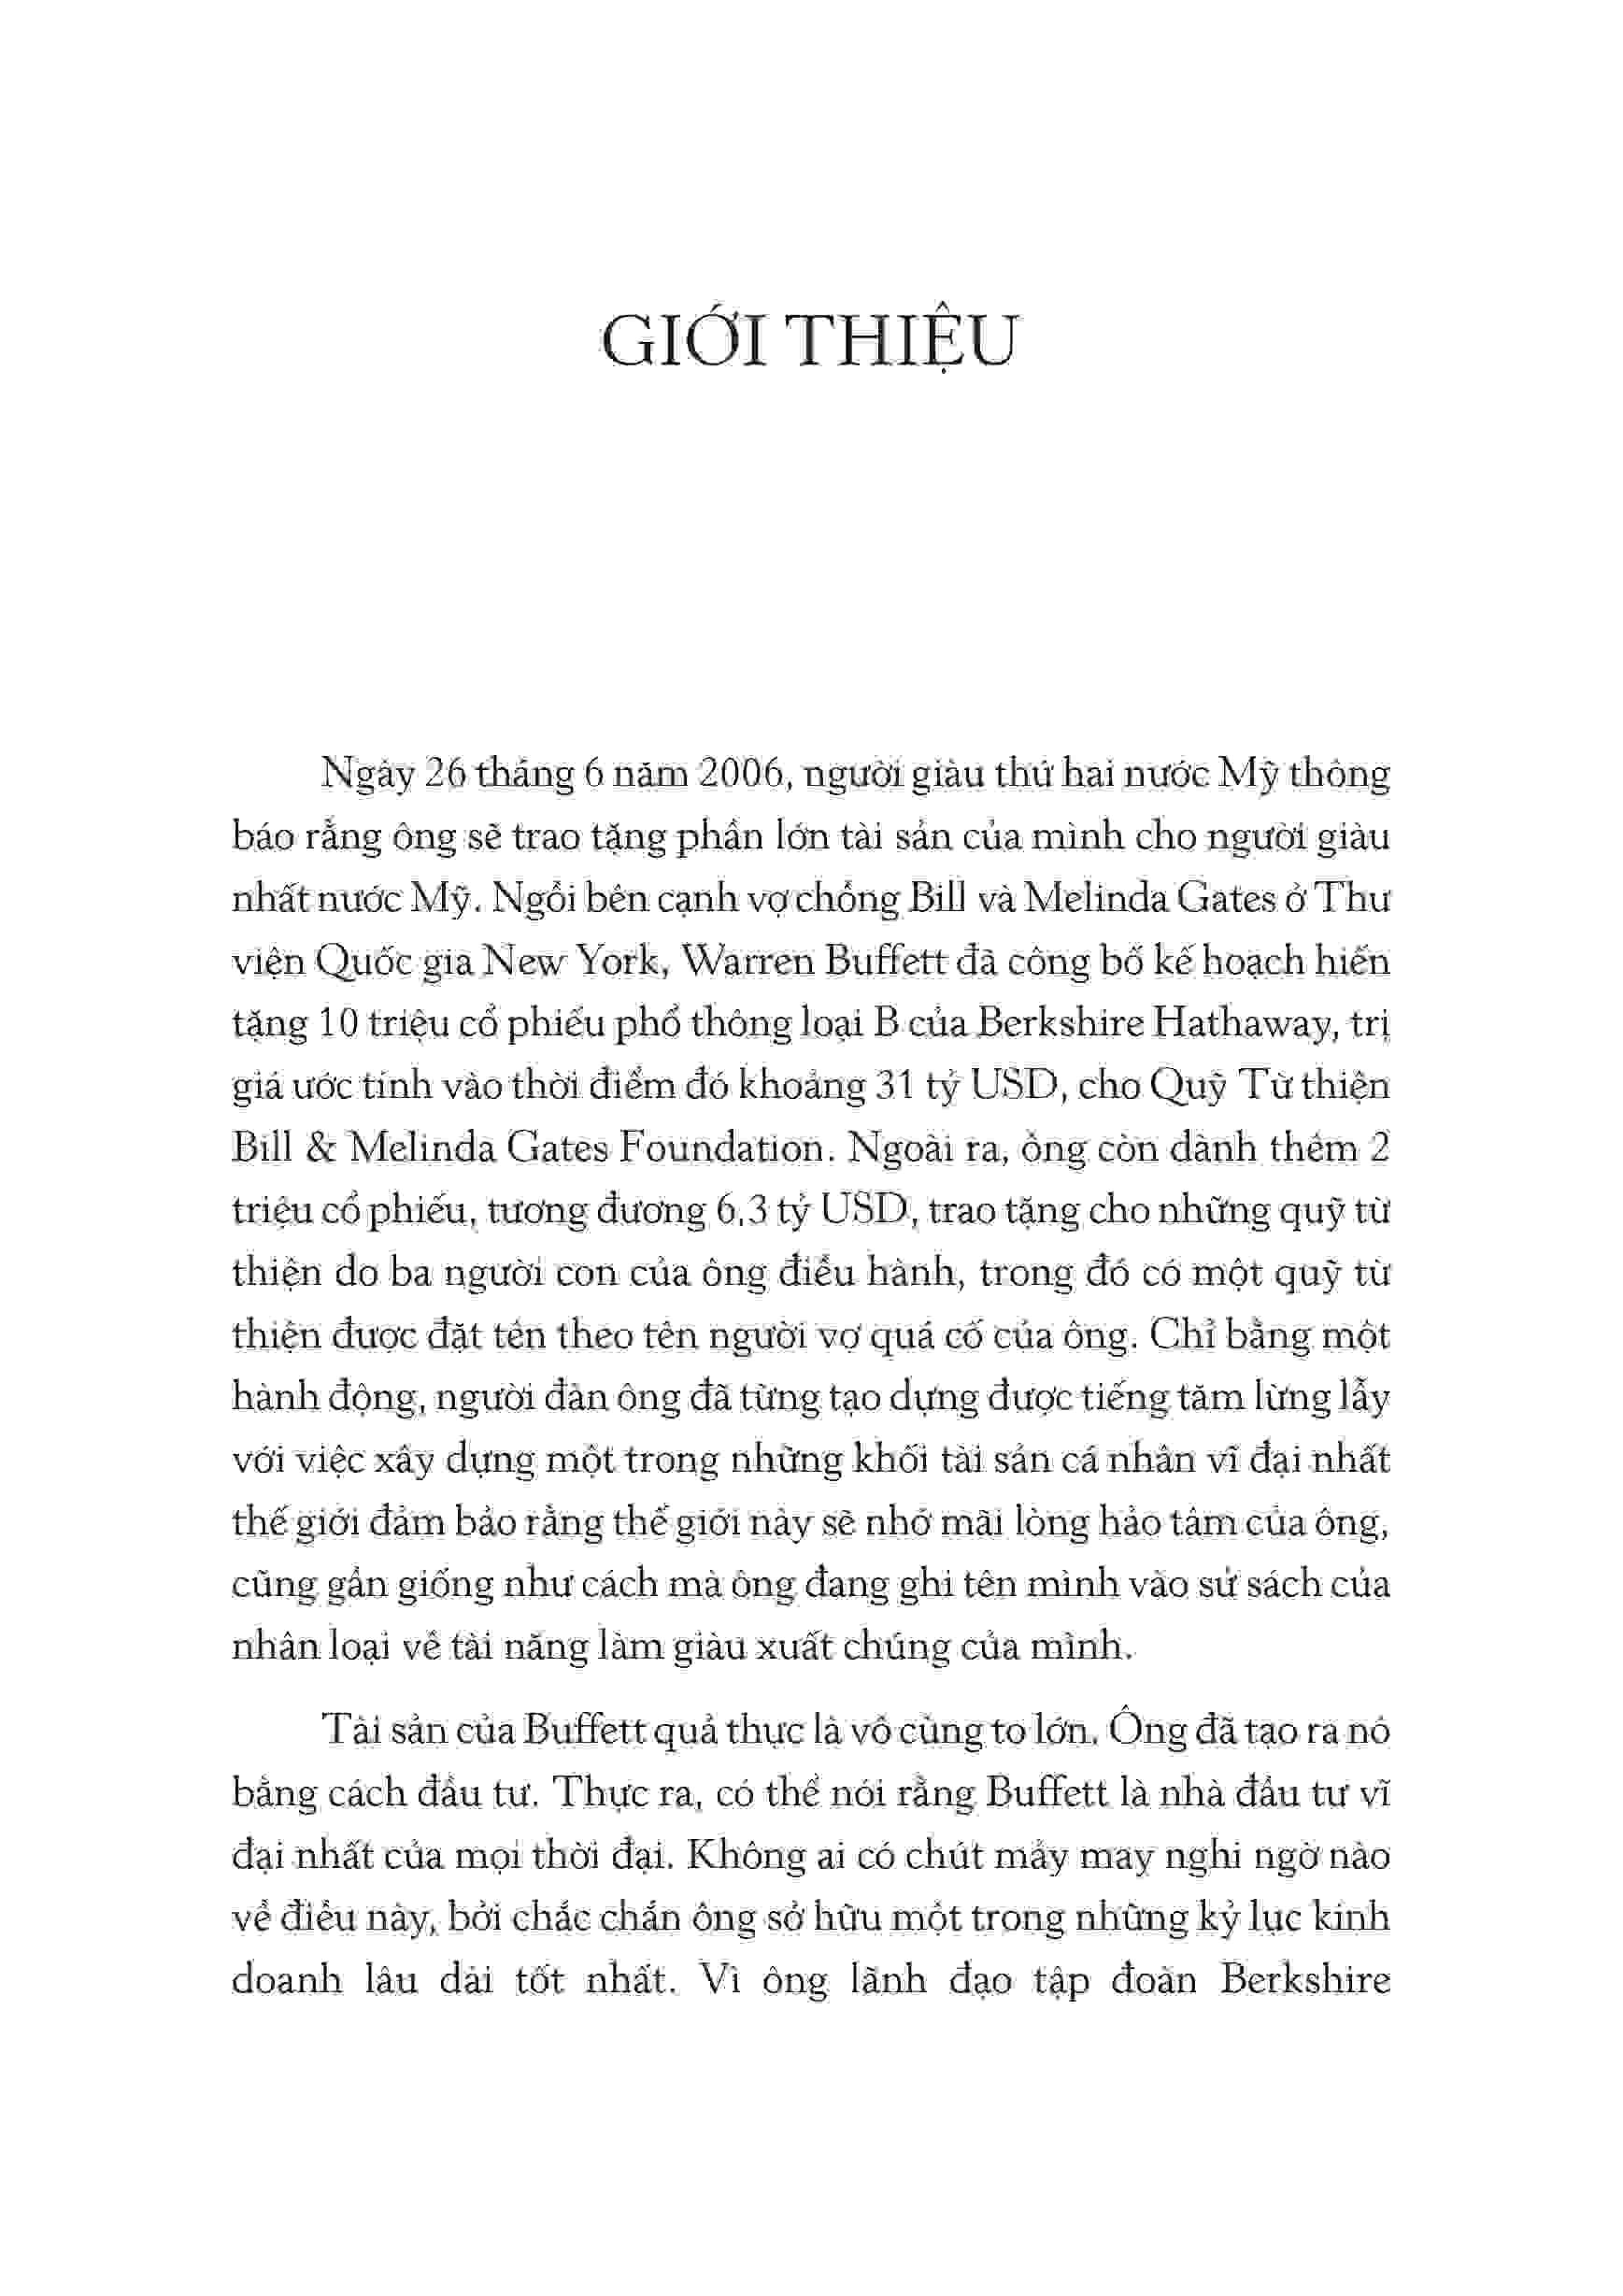 GIỚI THIỆU
Ngày 26 tháng 6 năm 2006, người giàu thứ hai nước Mỹ thông
báo rằng ông sẽ trao tặng phần lớn tài sản của mình cho người giàu
nhất nước Mỹ. Ngồi bên cạnh vợ chồng Bill và Melinda Gates ở Thư
viện Quốc gia New York, Warren Buffett đã công bố kế hoạch hiến
tặng 10 triệu cổ phiếu phổ thông loại B của Berkshire Hathaway, trị
giá ước tính vào thời điểm đó khoảng 31 tỷ USD, cho Quỹ Từ thiện
Bill & Melinda Gates Foundation. Ngoài ra, ông còn dành thêm 2
triệu cổ phiếu, tương đương 6,3 tỷ USD, trao tặng cho những quỹ từ
thiện do ba người con của ông điều hành, trong đó có một quỹ từ
thiện được đặt tên theo tên người vợ quá cố của ông. Chỉ bằng một
hành động, người đàn ông đã từng tạo dựng được tiếng tăm lừng lẫy
với việc xây dựng một trong những khối tài sản cá nhân vĩ đại nhất
thế giới đảm bảo rằng thế giới này sẽ nhớ mãi lòng hảo tâm của ông,
cũng gần giống như cách mà ông đang ghi tên mình vào sử sách của
nhân loại về tài năng làm giàu xuất chúng của mình.
Tài sản của Buffett quả thực là vô cùng to lớn. Ông đã tạo ra nó
bằng cách đầu tư. Thực ra, có thể nói rằng Buffett là nhà đầu tư vĩ
đại nhất của mọi thời đại. Không ai có chút mảy may nghi ngờ nào
về điều này, bởi chắc chắn ông sở hữu một trong những kỷ lục kinh
doanh lâu dài tốt nhất. Vì ông lãnh đạo tập đoàn Berkshire